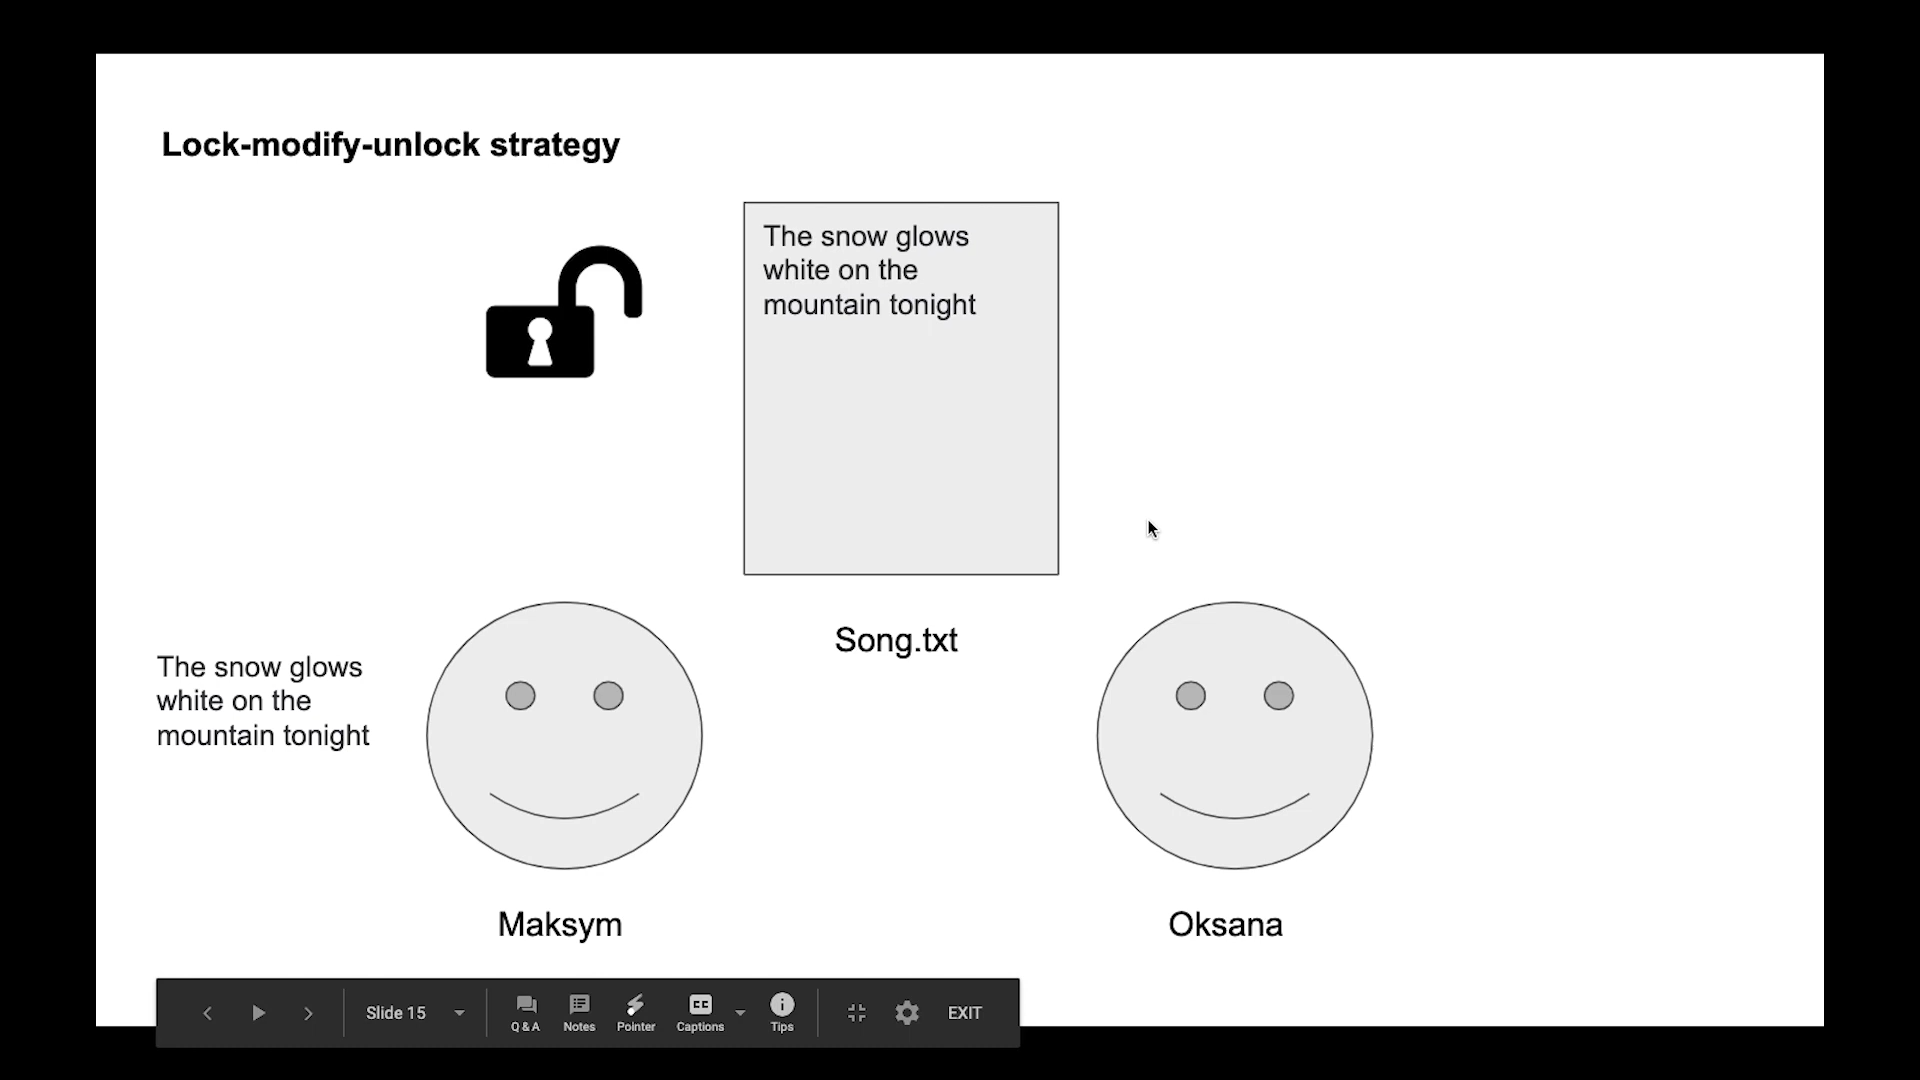 Lock-modify-unlock strategy
The snow glows
white on the
mountain tonight
Song.txt
The snow glows
white on the
mountain tonight
Maksym
Oksana
Slide 15
Q & A
Notes
Pointer
CC
Captions
Tips
EXIT